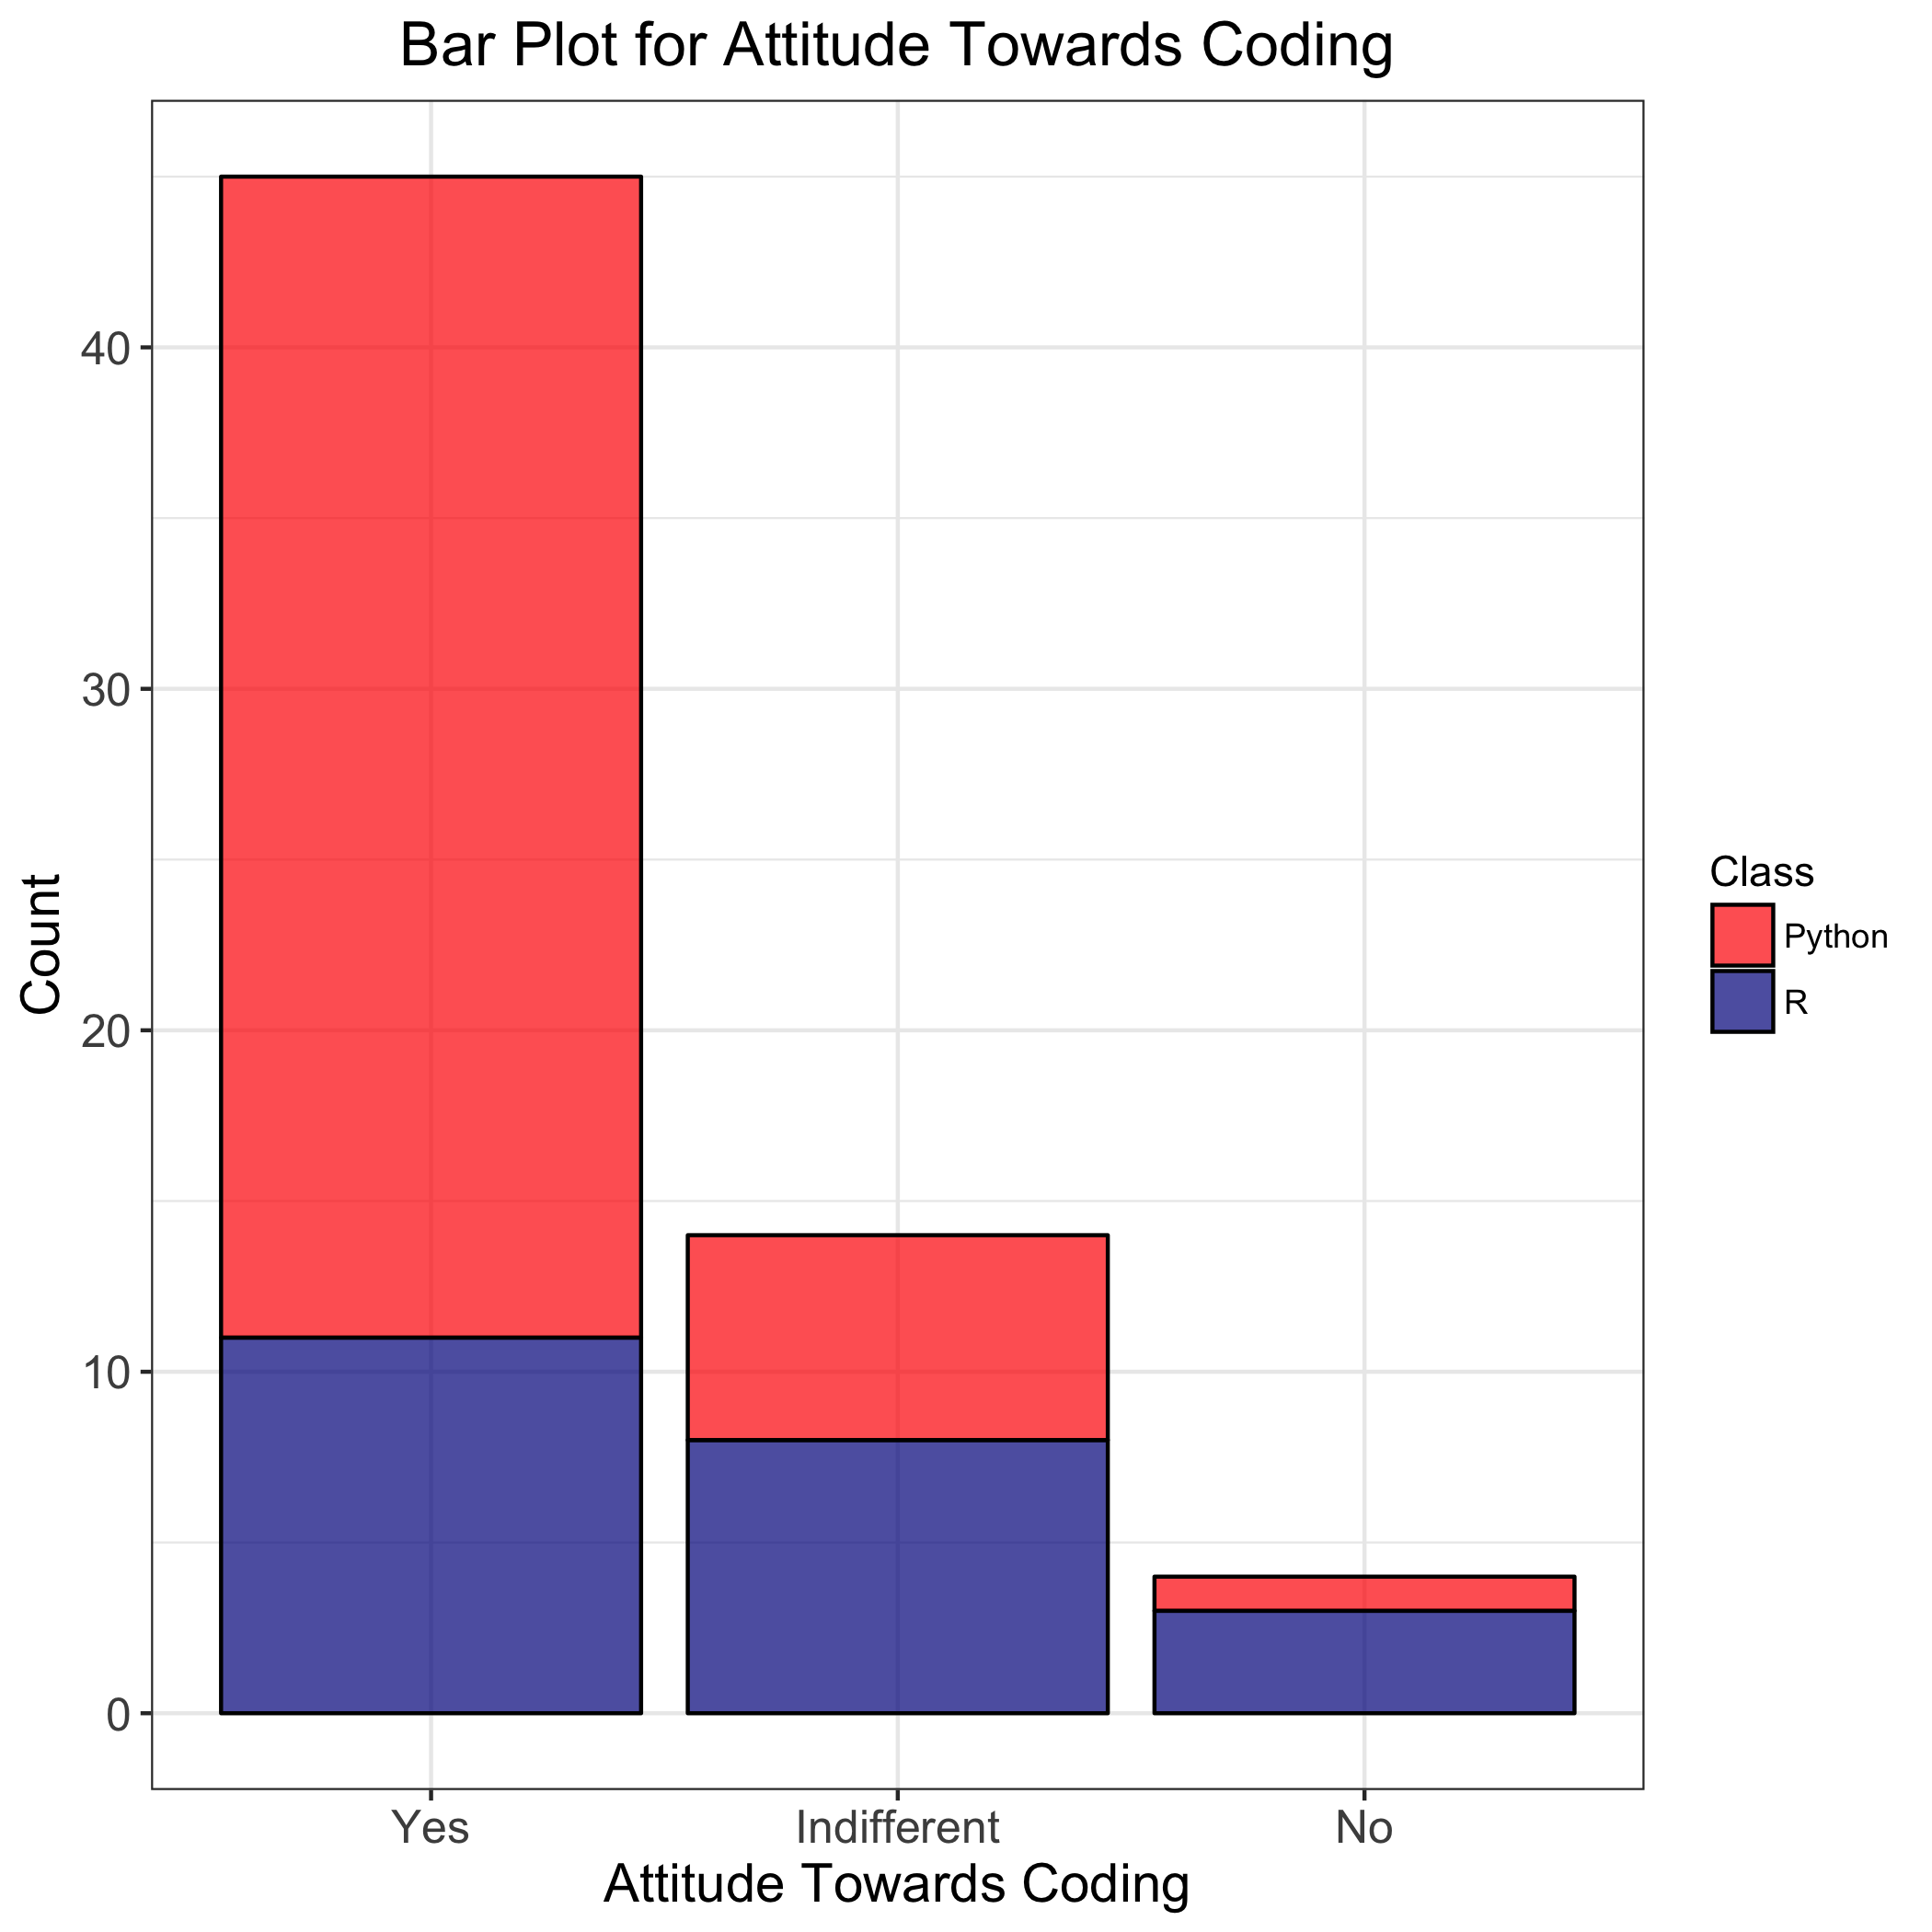 Bar Plot for Attitude Towards Coding
40
30
20
10
0
Count
Yes
Indifferent
No
Attitude Towards Coding
Class
Python
R